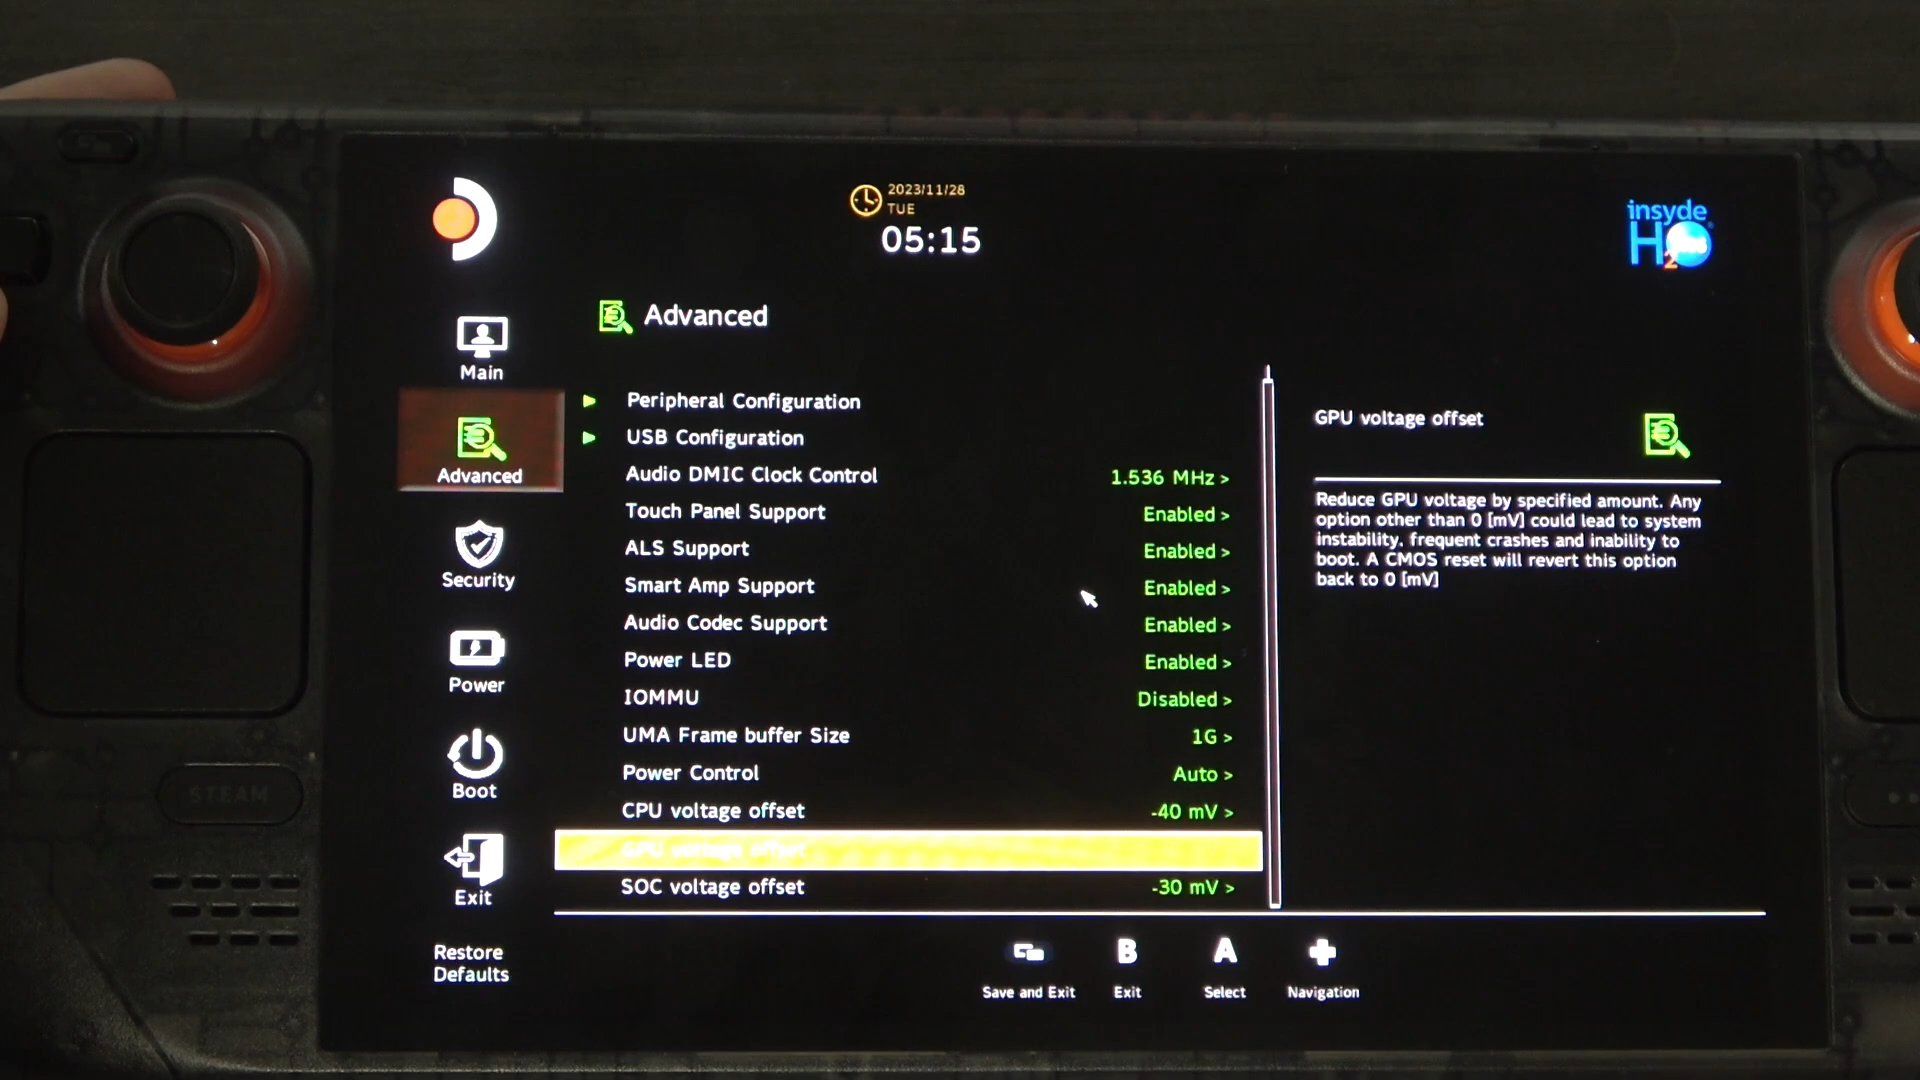 2023/11/28
TUE
05:15
insyde
H2
Advanced
Main
Advanced
Security
Power
Boot
Exit
Restore
Defaults
Peripheral Configuration
USB Configuration
Audio DMIC Clock Control 1.536 MHz >
Touch Panel Support Enabled >
ALS Support Enabled >
Smart Amp Support Enabled >
Audio Codec Support Enabled >
Power LED Enabled >
IOMMU Disabled >
UMA Frame buffer Size 1G >
Power Control Auto >
CPU voltage offset -40 mV >
GPU voltage offset
SOC voltage offset -30 mV >
GPU voltage offset
Reduce GPU voltage by specified amount. Any
option other than 0 [mV] could lead to system
instability, frequent crashes and inability to
boot. A CMOS reset will revert this option
back to 0 [mV]
B
A
Save and Exit
Exit
Select
Navigation
STEAM